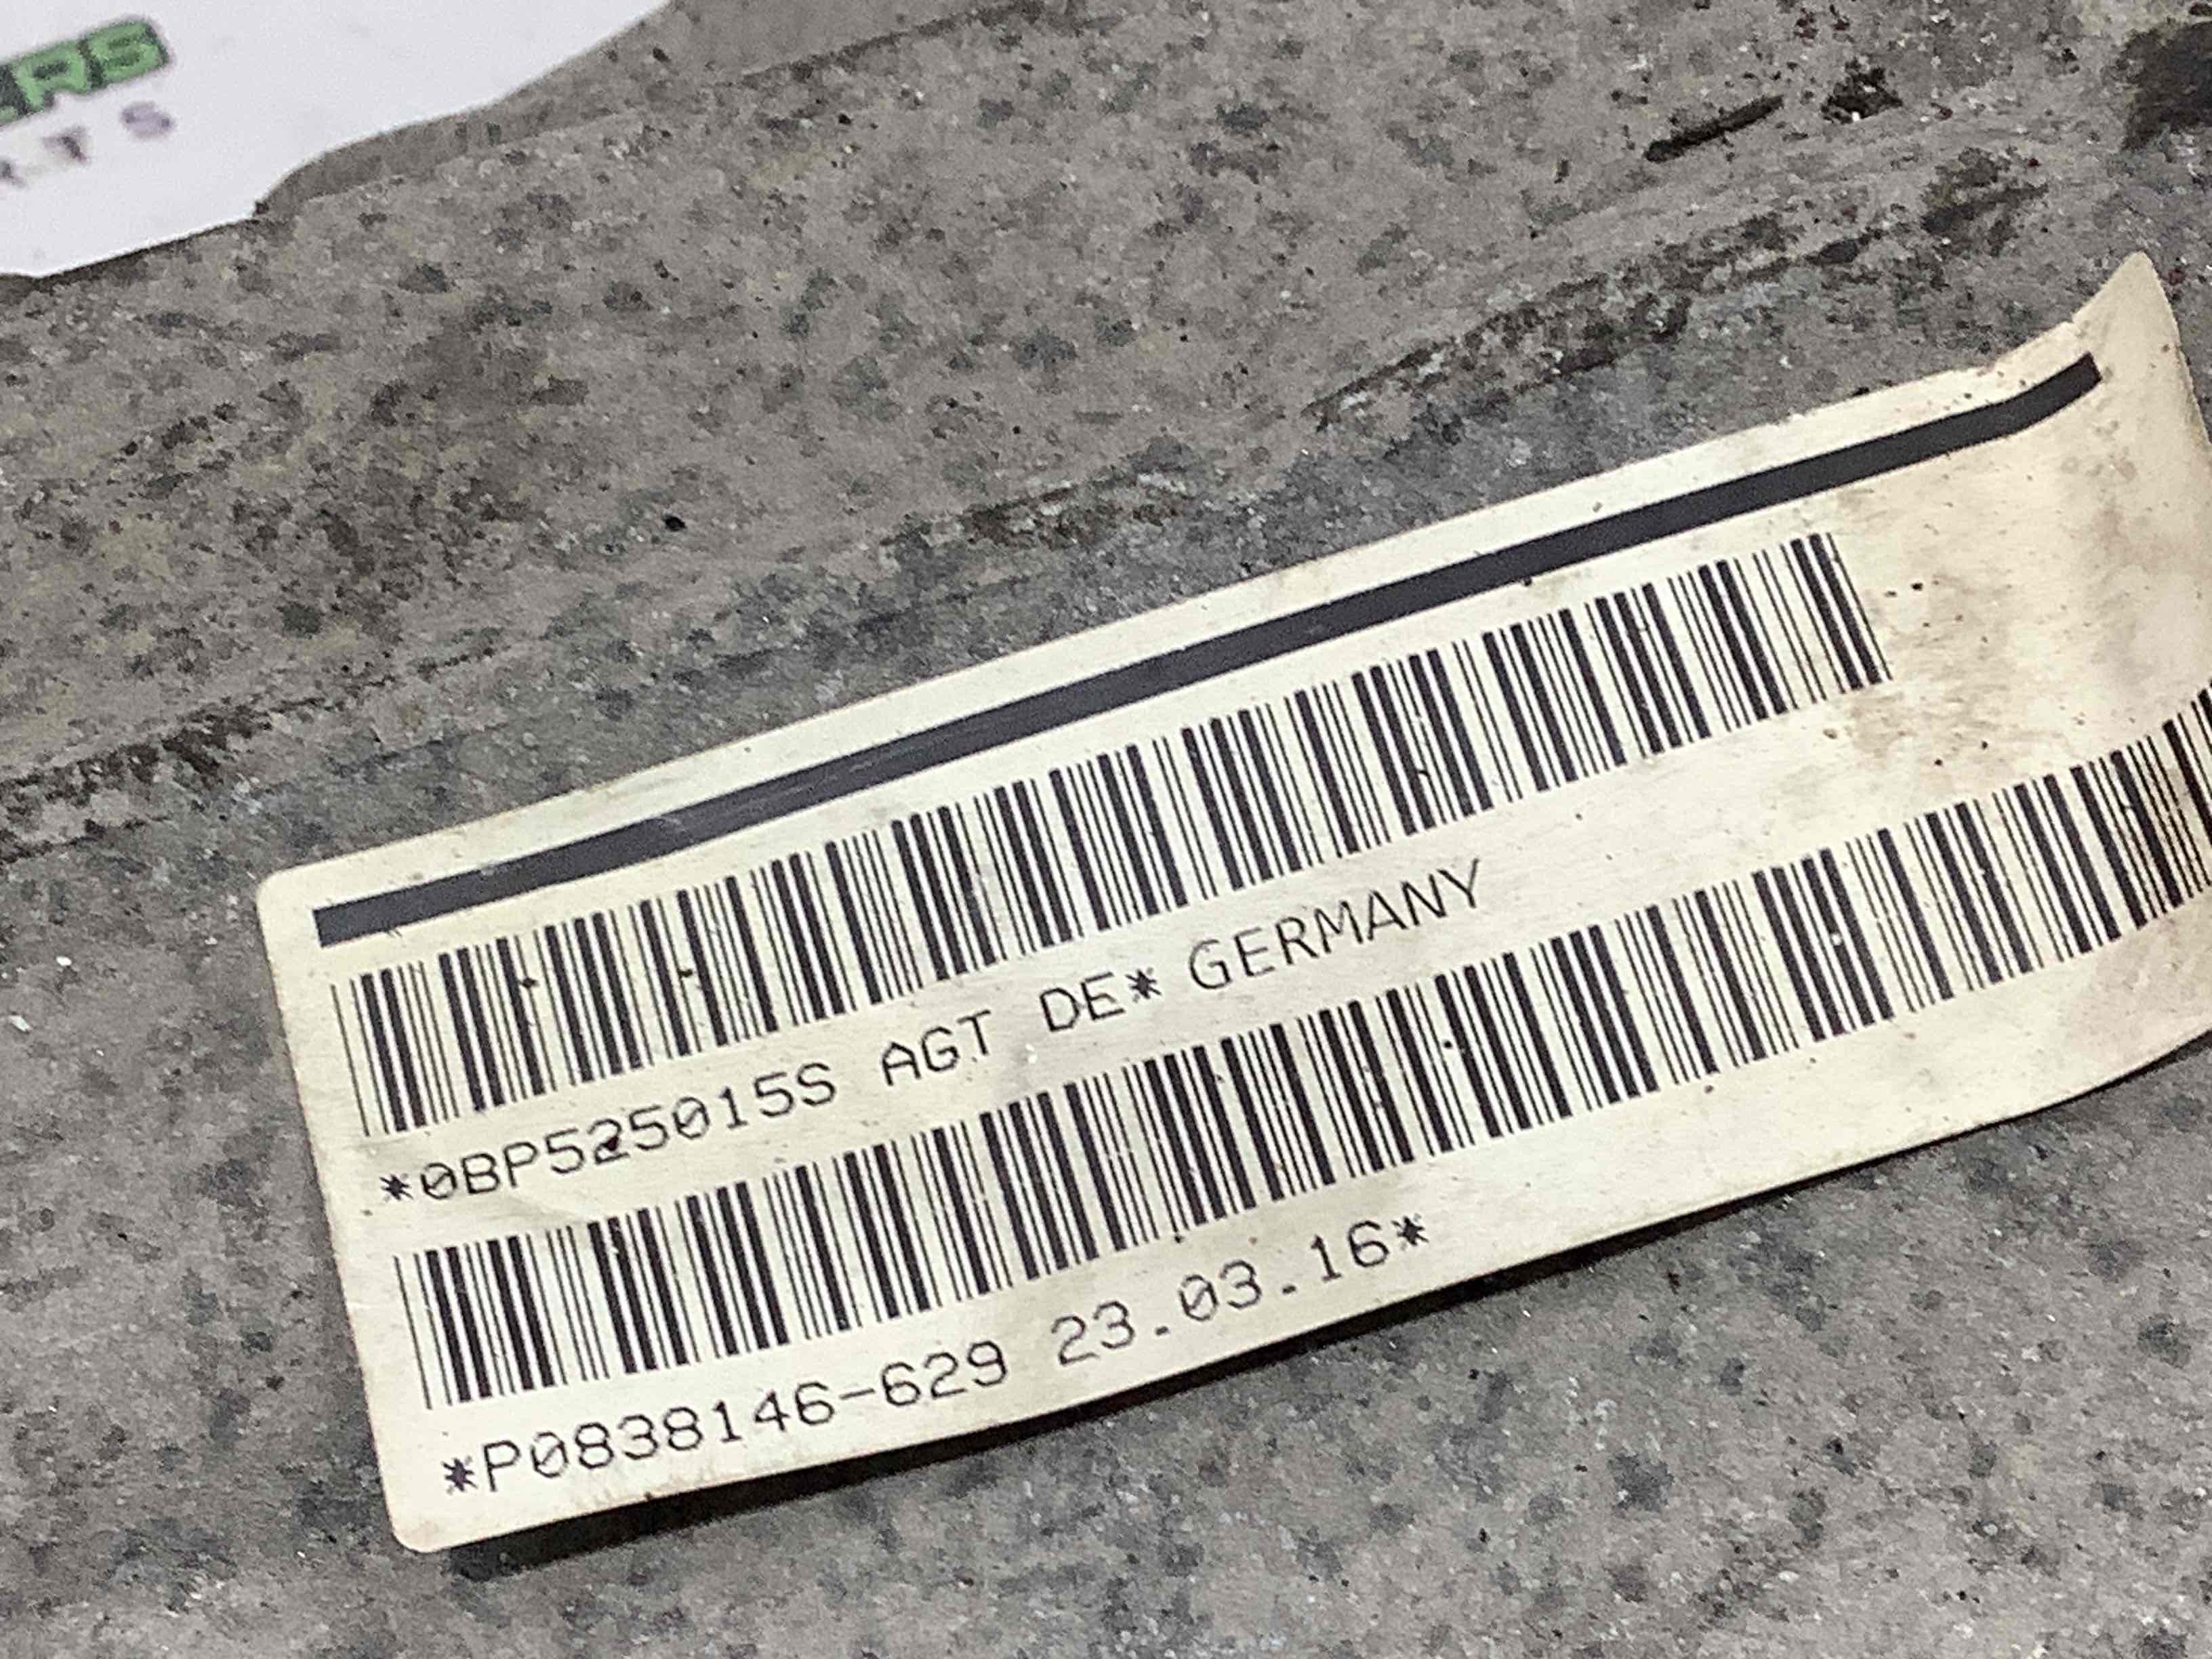 *0BP525015S AGT DE* GERMANY
*P0838146-629 23.03.16*